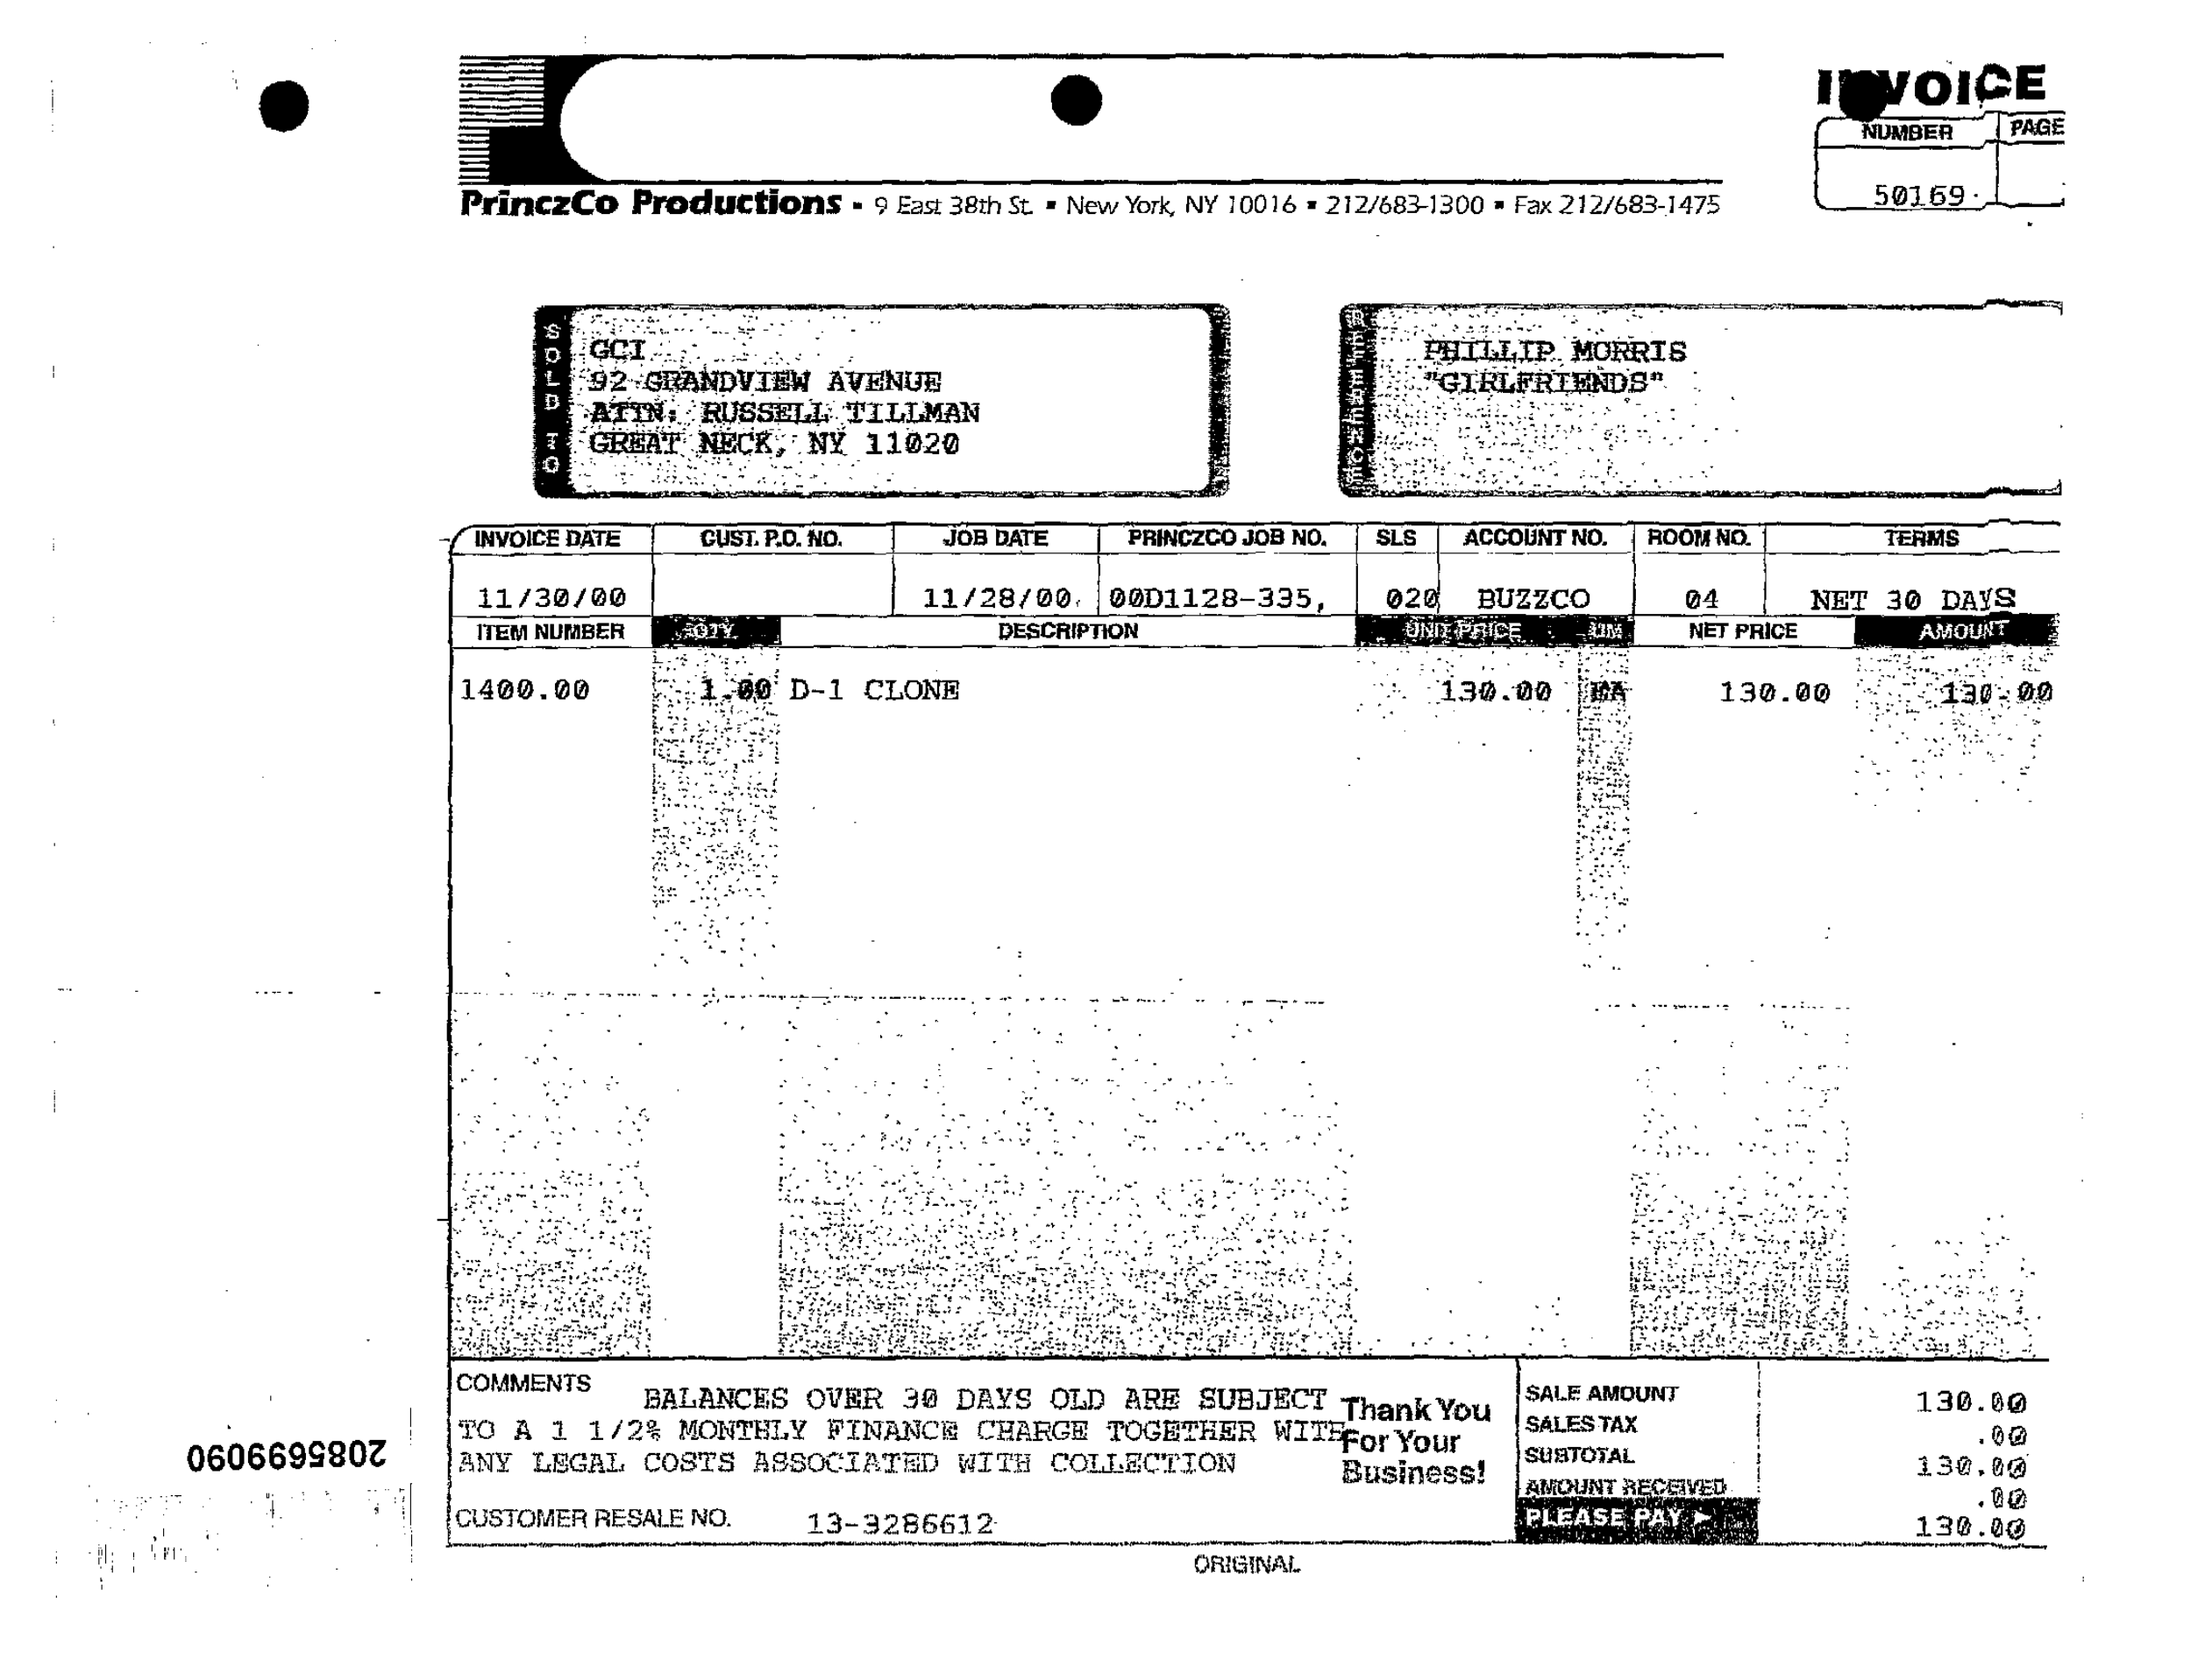 INVOICE
NUMBER PAGE
50169
PrinczCo Productions ▪ 9 East 38th St. ▪ New York, NY 10016 ▪ 212/683-1300 ▪ Fax 212/683-1475
SOLD TO
GCI
92 GRANDVIEW AVENUE
ATTN: RUSSELL TILLMAN
GREAT NECK, NY 11020
PHILLIP MORRIS
"GIRLFRIENDS"
INVOICE DATE CUST. P.O. NO. JOB DATE PRINCZCO JOB NO. SLS ACCOUNT NO. ROOM NO. TERMS
11/30/00 11/28/00 00D1128-335, 020 BUZZCO 04 NET 30 DAYS
ITEM NUMBER QTY DESCRIPTION UNIT PRICE UM NET PRICE AMOUNT
1400.00 1.00 D-1 CLONE 130.00 EA 130.00 130.00
COMMENTS
BALANCES OVER 30 DAYS OLD ARE SUBJECT
TO A 1 1/2% MONTHLY FINANCE CHARGE TOGETHER WITH
ANY LEGAL COSTS ASSOCIATED WITH COLLECTION
Thank You
For Your
Business!
SALE AMOUNT 130.00
SALES TAX .00
SUBTOTAL 130.00
AMOUNT RECEIVED .00
PLEASE PAY ➤ 130.00
CUSTOMER RESALE NO. 13-3286612
ORIGINAL
2085699090